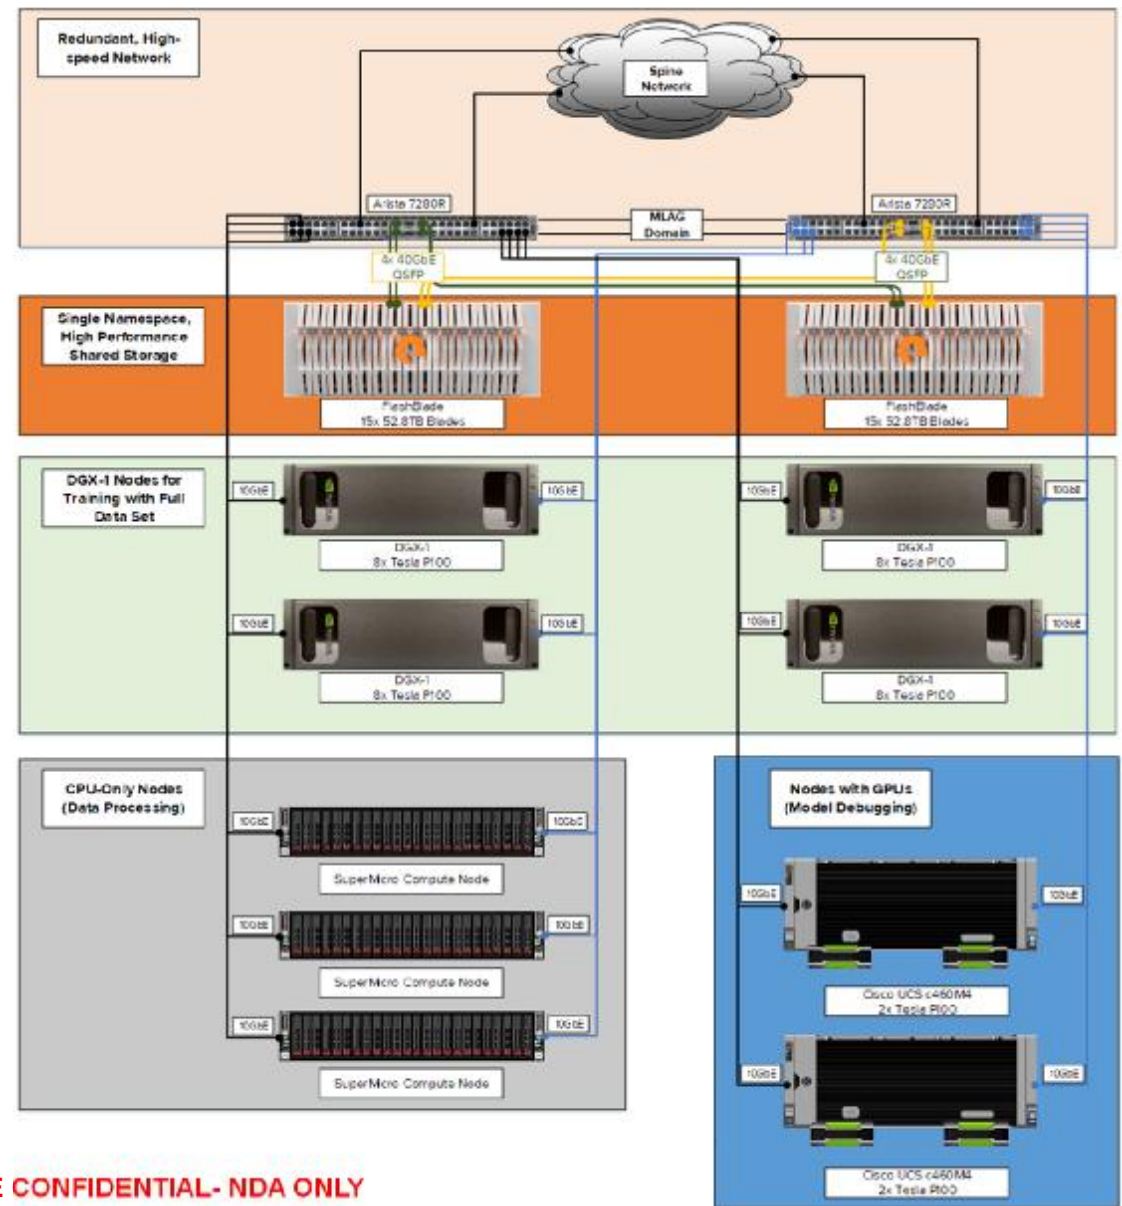 Redundant, High-
speed Network
Spine
Network
Arista 7280R
Arista 7280R
MLAG
Domain
4x 40GbE
QSFP
4x 40GbE
QSFP
Single Namespace,
High Performance
Shared Storage
FlashBlade
15x 52.8TB Blades
FlashBlade
15x 52.8TB Blades
DGX-1 Nodes for
Training with Full
Data Set
10GbE
10GbE
10GbE
10GbE
DGX-1
8x Tesla P100
DGX-1
8x Tesla P100
10GbE
10GbE
10GbE
10GbE
DGX-1
8x Tesla P100
DGX-1
8x Tesla P100
CPU-Only Nodes
(Data Processing)
10GbE
10GbE
SuperMicro Compute Node
10GbE
10GbE
SuperMicro Compute Node
10GbE
10GbE
SuperMicro Compute Node
Nodes with GPUs
(Model Debugging)
10GbE
10GbE
Cisco UCS c460M4
2x Tesla P100
10GbE
10GbE
Cisco UCS c460M4
2x Tesla P100
E CONFIDENTIAL- NDA ONLY